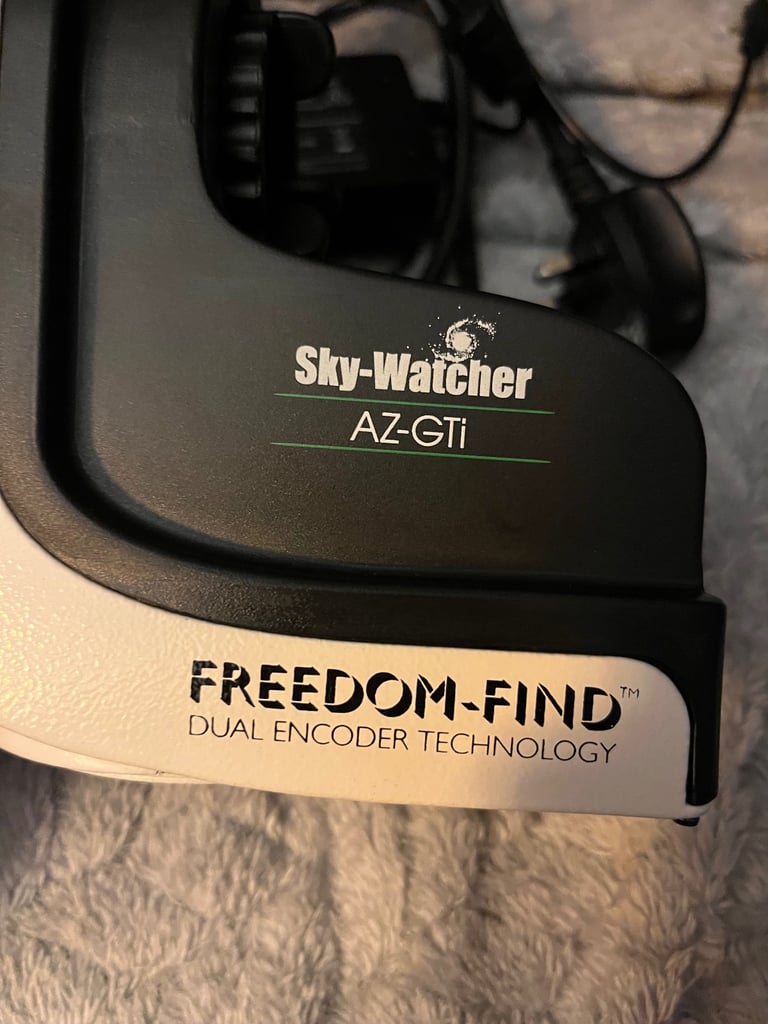 Sky-Watcher
AZ-GTi
FREEDOM-FIND™
DUAL ENCODER TECHNOLOGY